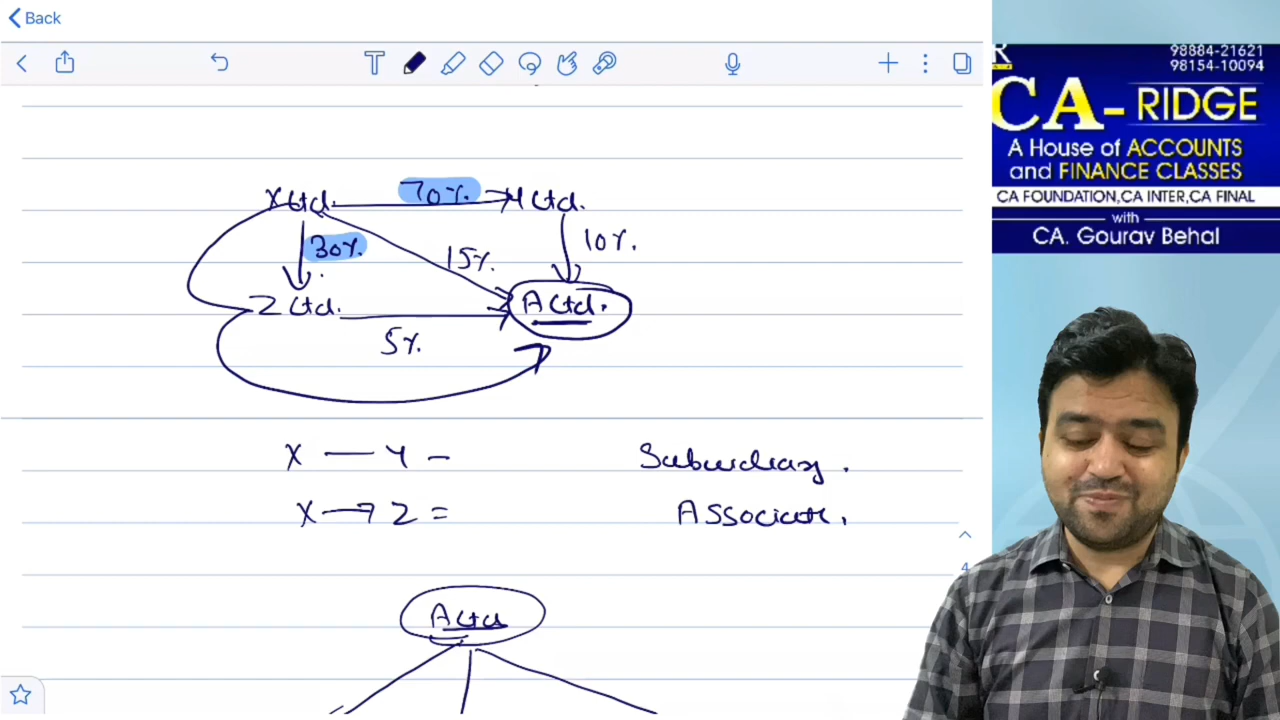 Back
X Ltd. 70% Y Ltd.
30% 15% 10%.
Z Ltd. A Ltd.
5%
X — Y – Subsidiary.
X → Z = Associate.
4
A Ltd
98884-21621
98154-10094
CA- RIDGE
A House of ACCOUNTS
and FINANCE CLASSES
CA FOUNDATION,CA INTER,CA FINAL
with
CA. Gourav Behal